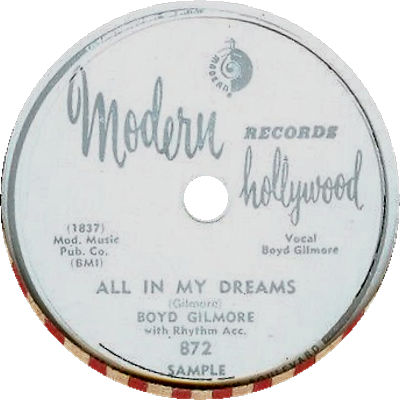 MODERN
Modern RECORDS
hollywood
(1837)
Mod. Music
Pub. Co.
(BMI)
Vocal
Boyd Gilmore
ALL IN MY DREAMS
(Gilmore)
BOYD GILMORE
with Rhythm Acc.
872
SAMPLE